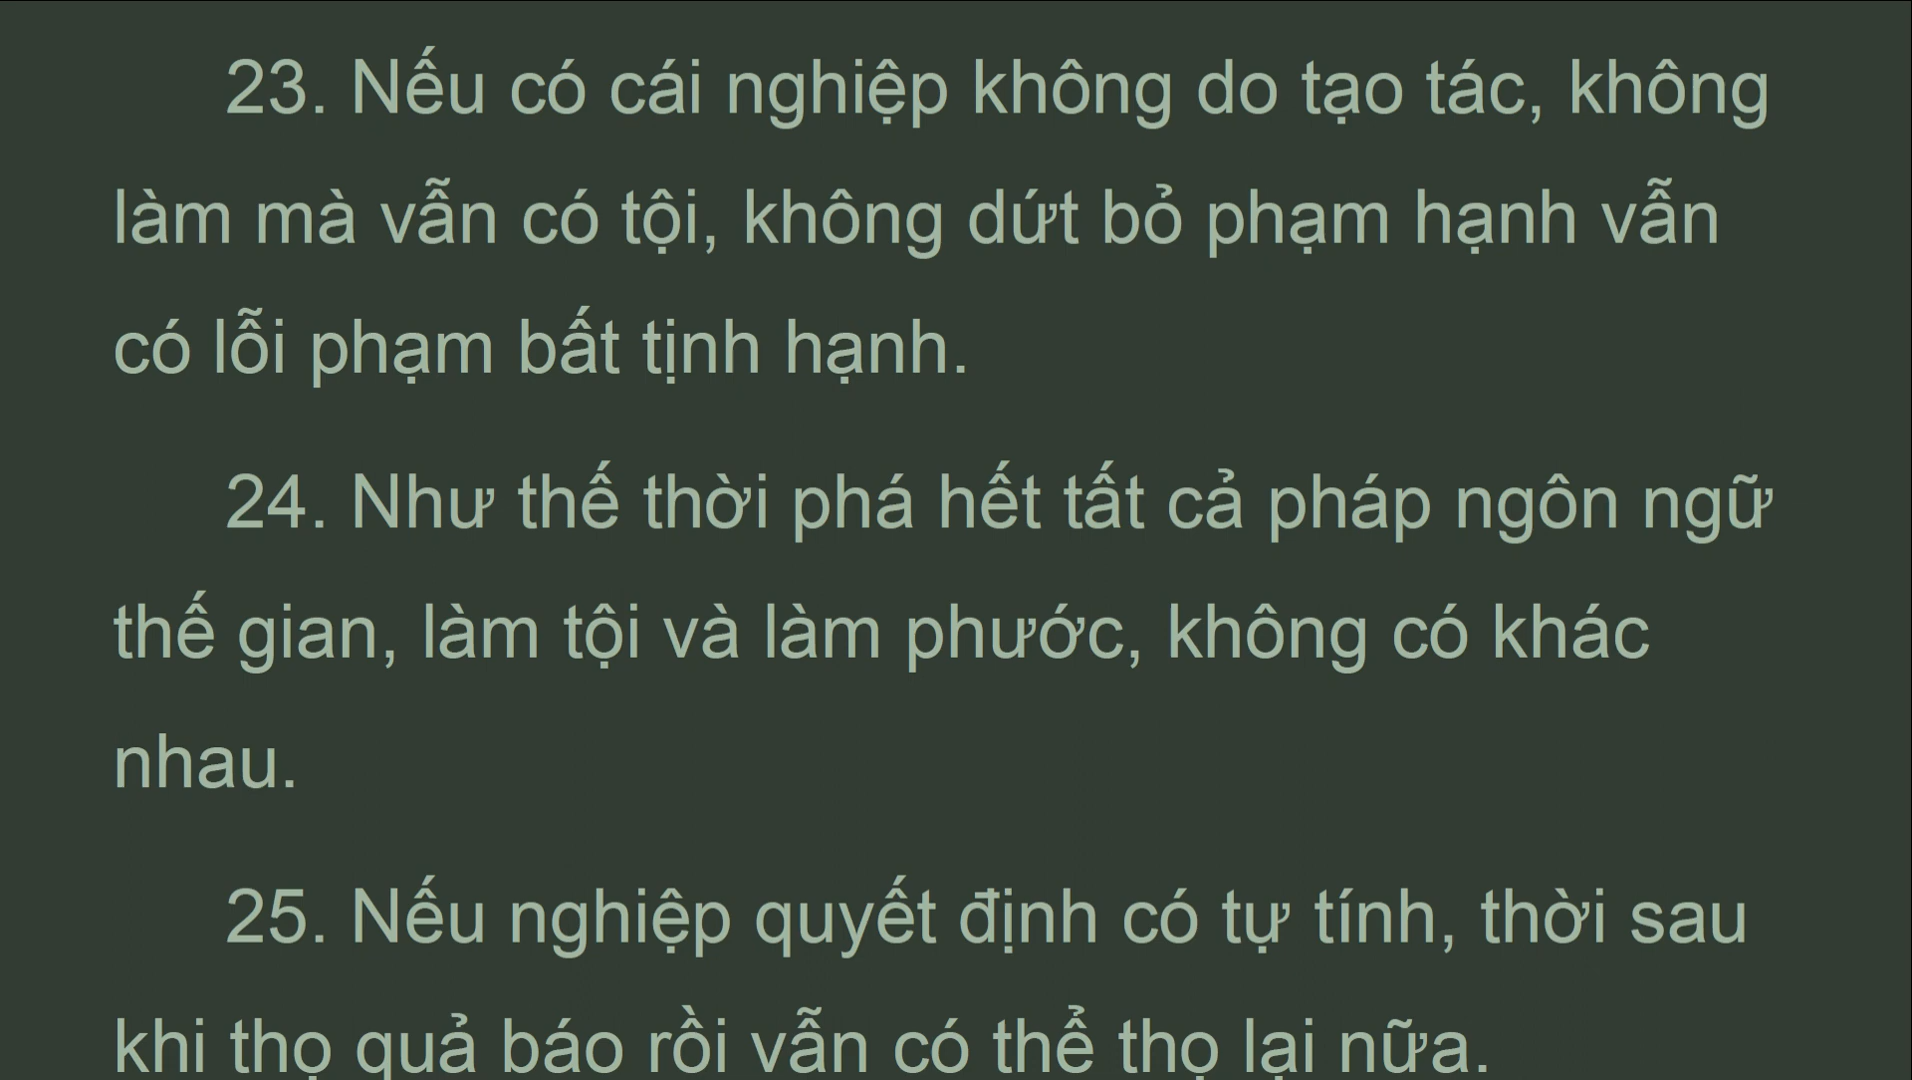 23. Nếu có cái nghiệp không do tạo tác, không
làm mà vẫn có tội, không dứt bỏ phạm hạnh vẫn
có lỗi phạm bất tịnh hạnh.
24. Như thế thời phá hết tất cả pháp ngôn ngữ
thế gian, làm tội và làm phước, không có khác
nhau.
25. Nếu nghiệp quyết định có tự tính, thời sau
khi thọ quả báo rồi vẫn có thể thọ lại nữa.